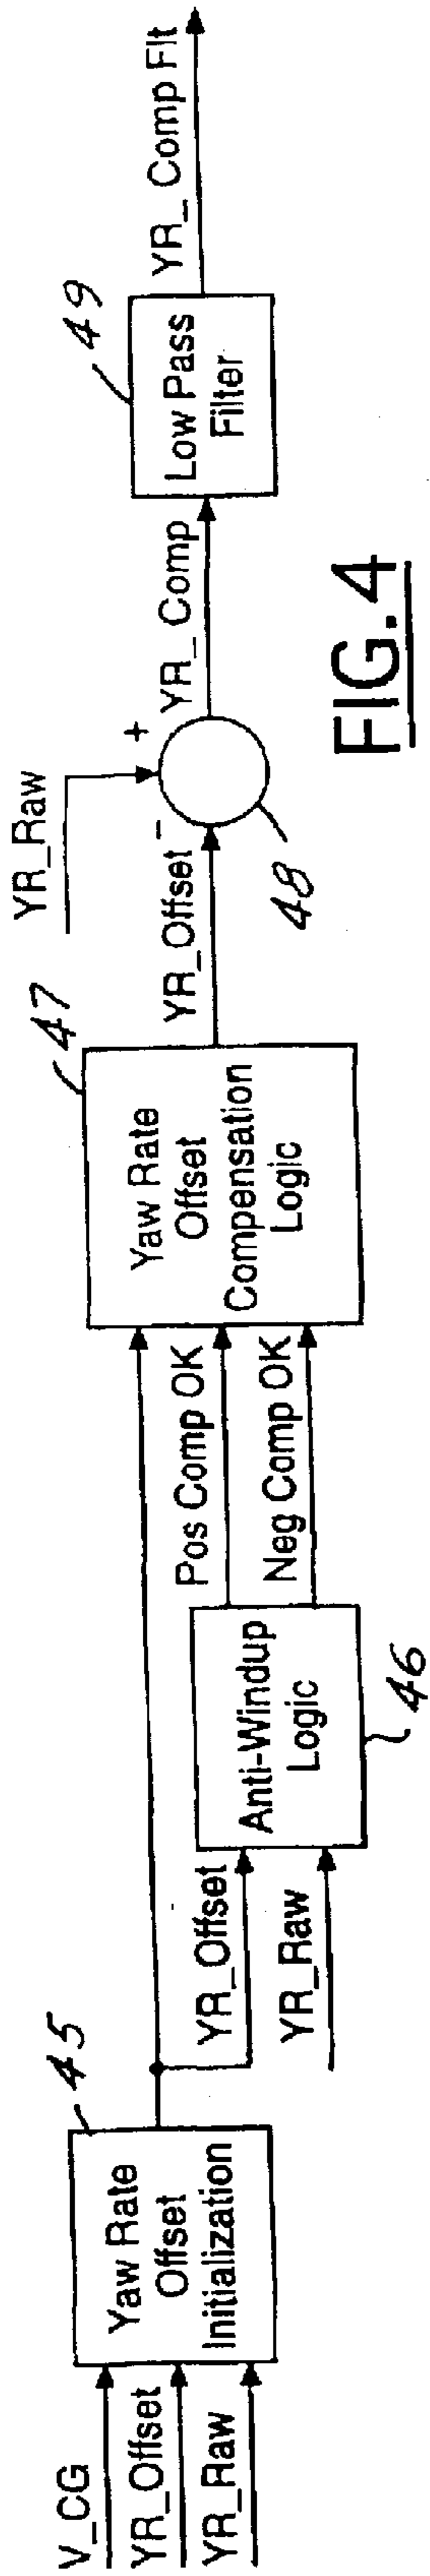 V_CG
YR_Offset
YR_Raw
45
Yaw Rate
Offset
Initialization
YR_Offset
YR_Raw
46
Anti-Windup
Logic
Pos Comp OK
Neg Comp OK
47
Yaw Rate
Offset
Compensation
Logic
YR_Offset
YR_Raw
+
−
48
YR_Comp
49
Low Pass
Filter
YR_Comp Flt
FIG. 4